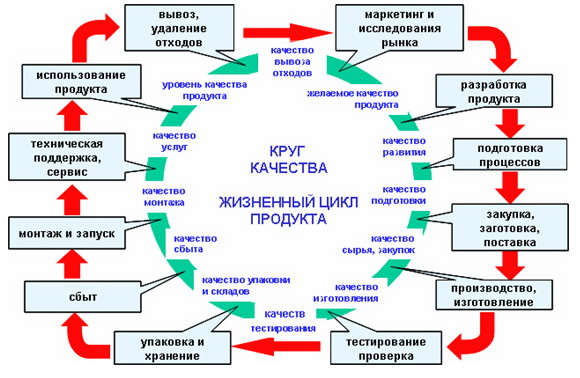 вывоз,
удаление
отходов
маркетинг и
исследования
рынка
разработка
продукта
подготовка
процессов
закупка,
заготовка,
поставка
производство,
изготовление
тестирование
проверка
упаковка и
хранение
сбыт
монтаж и запуск
техническая
поддержка,
сервис
использование
продукта
качество
вывоза
отходов
желаемое качество
продукта
качество
развития
качество
подготовки
качество
сырья, закупок
качество
изготовления
качеств
тестирования
качество упаковки
и складов
качество
сбыта
качество
монтажа
качество
услуг
уровень качества
продукта
КРУГ
КАЧЕСТВА
ЖИЗНЕННЫЙ ЦИКЛ
ПРОДУКТА